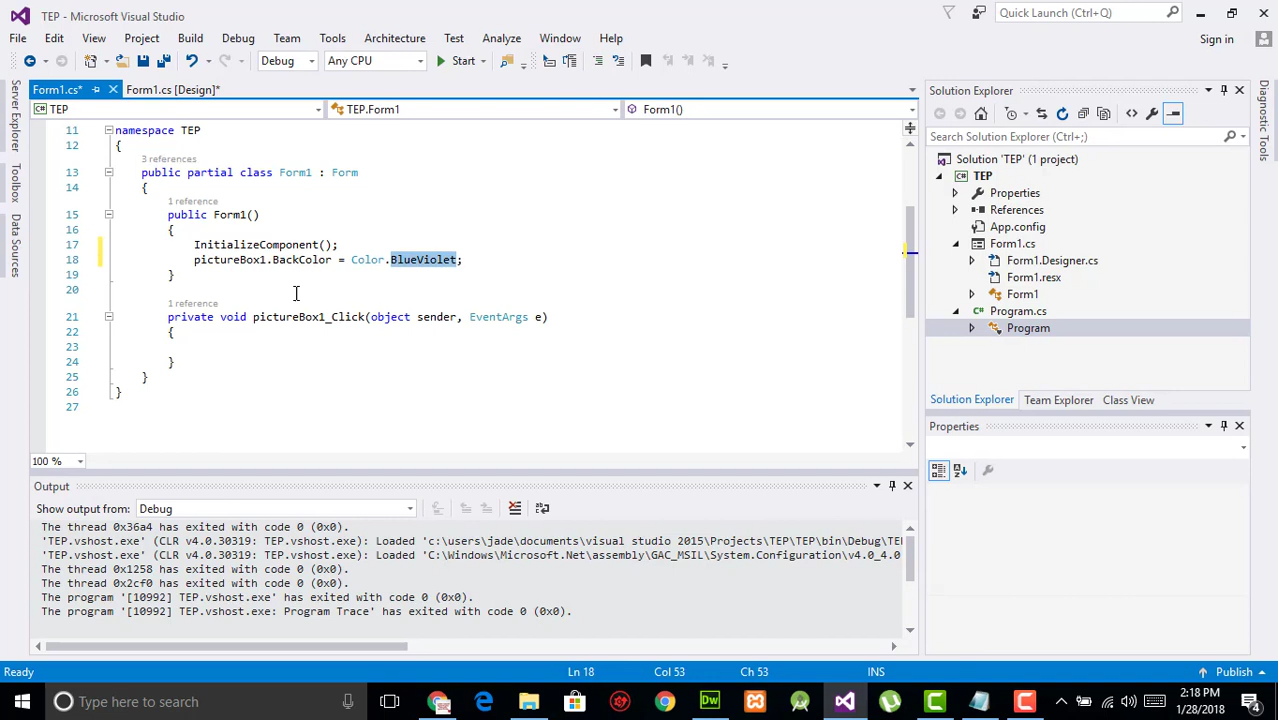 TEP - Microsoft Visual Studio
Quick Launch (Ctrl+Q)
File Edit View Project Build Debug Team Tools Architecture Test Analyze Window Help
Sign in
Debug Any CPU Start
Form1.cs* Form1.cs [Design]*
TEP TEP.Form1 Form1()
Server Explorer
Toolbox
Data Sources
11 namespace TEP
12 {
3 references
13 public partial class Form1 : Form
14 {
1 reference
15 public Form1()
16 {
17 InitializeComponent();
18 pictureBox1.BackColor = Color.BlueViolet;
19 }
20
1 reference
21 private void pictureBox1_Click(object sender, EventArgs e)
22 {
23
24 }
25 }
26 }
27
100 %
Output
Show output from: Debug
The thread 0x36a4 has exited with code 0 (0x0).
'TEP.vshost.exe' (CLR v4.0.30319: TEP.vshost.exe): Loaded 'c:\users\jade\documents\visual studio 2015\Projects\TEP\TEP\bin\Debug\TE
'TEP.vshost.exe' (CLR v4.0.30319: TEP.vshost.exe): Loaded 'C:\Windows\Microsoft.Net\assembly\GAC_MSIL\System.Configuration\v4.0_4.0
The thread 0x1258 has exited with code 0 (0x0).
The thread 0x2cf0 has exited with code 0 (0x0).
The program '[10992] TEP.vshost.exe' has exited with code 0 (0x0).
The program '[10992] TEP.vshost.exe: Program Trace' has exited with code 0 (0x0).
Solution Explorer
Search Solution Explorer (Ctrl+;)
Solution 'TEP' (1 project)
TEP
Properties
References
App.config
Form1.cs
Form1.Designer.cs
Form1.resx
Form1
Program.cs
Program
Solution Explorer Team Explorer Class View
Properties
Diagnostic Tools
Ready Ln 18 Col 53 Ch 53 INS Publish
Type here to search
Dw
2:18 PM
1/28/2018
4